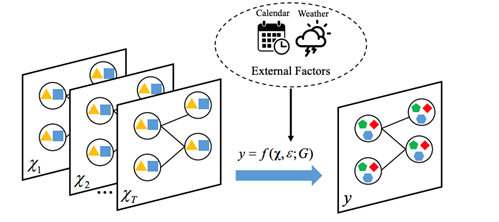 Calendar Weather
External Factors
y = f(χ, ε; G)
χ1
χ2
...
χT
y